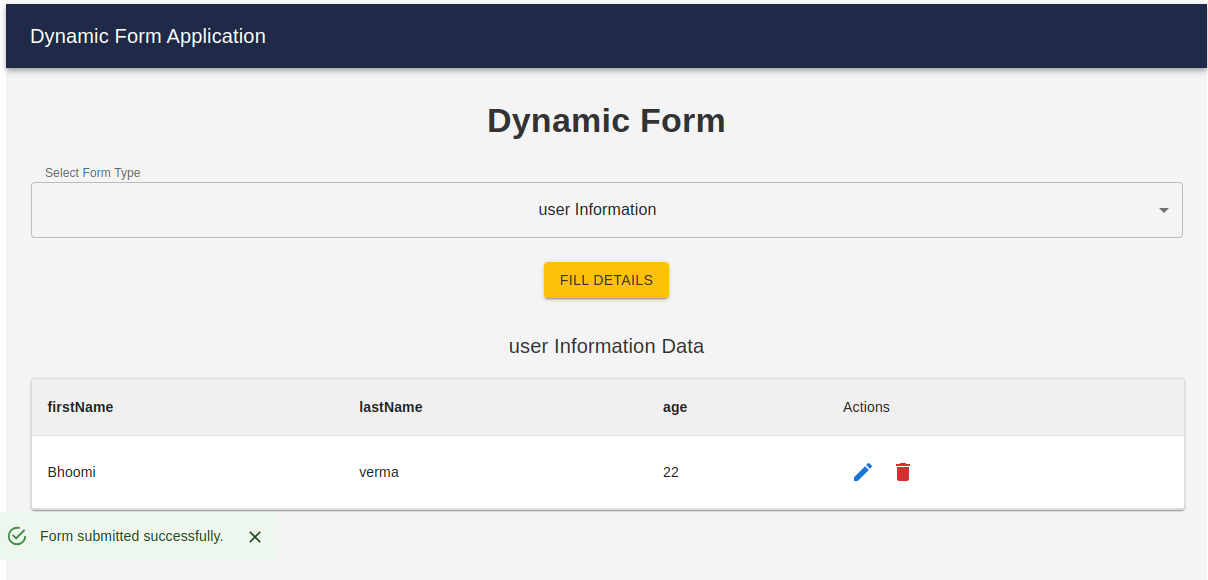 Dynamic Form Application
Dynamic Form
Select Form Type
user Information
FILL DETAILS
user Information Data
firstName lastName age Actions
Bhoomi verma 22
Form submitted successfully.